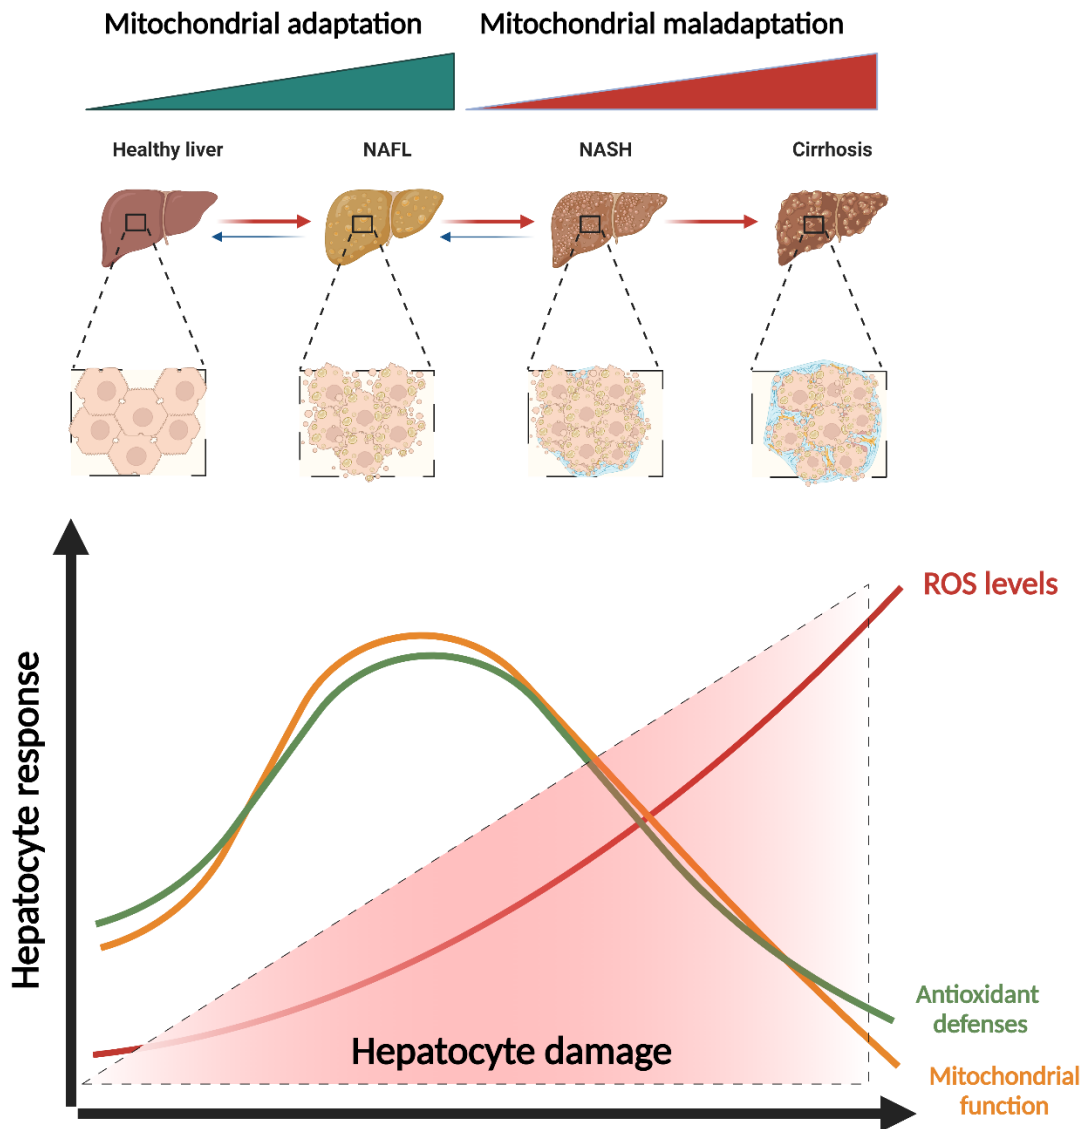 Mitochondrial adaptation
Mitochondrial maladaptation
Healthy liver
NAFL
NASH
Cirrhosis
Hepatocyte response
ROS levels
Hepatocyte damage
Antioxidant
defenses
Mitochondrial
function